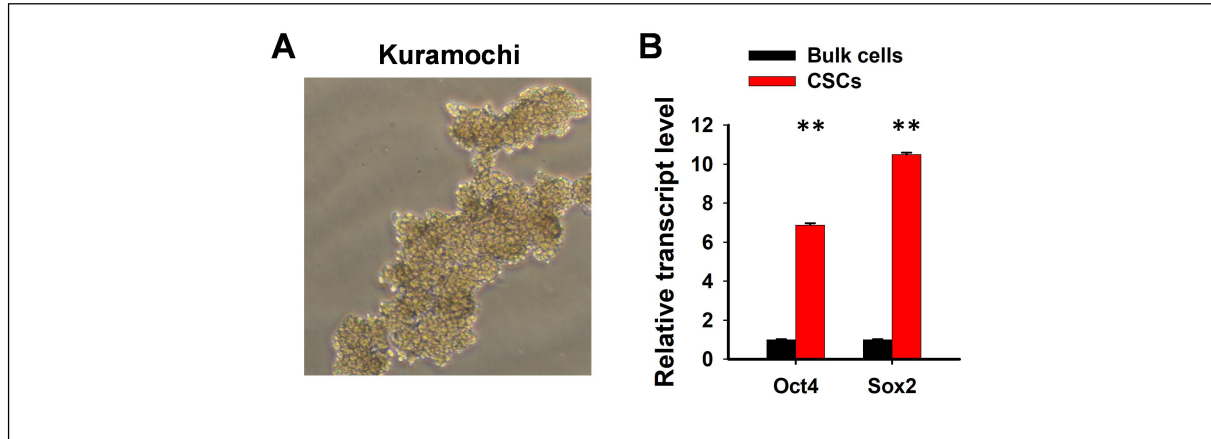 A
Kuramochi
B
Bulk cells
CSCs
Relative transcript level
12
10
8
6
4
2
0
**
**
Oct4
Sox2